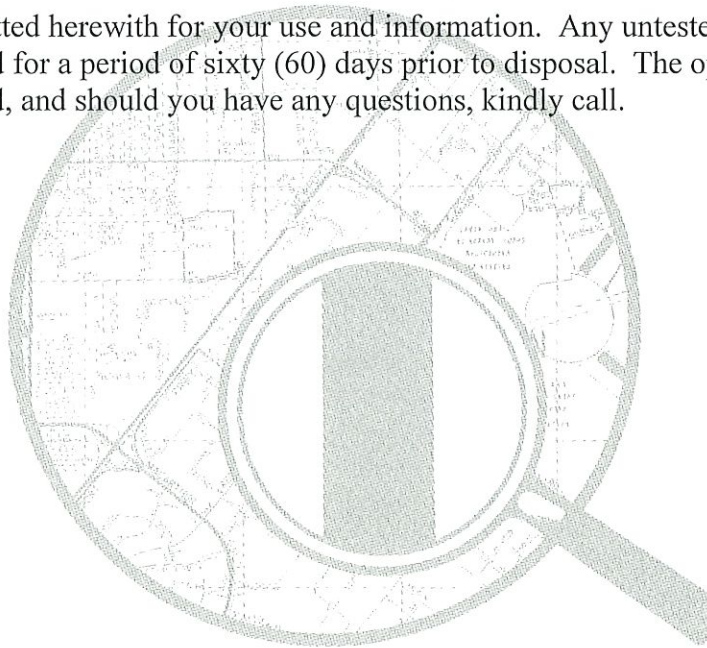 ted herewith for your use and information. Any unteste
for a period of sixty (60) days prior to disposal. The op
, and should you have any questions, kindly call.